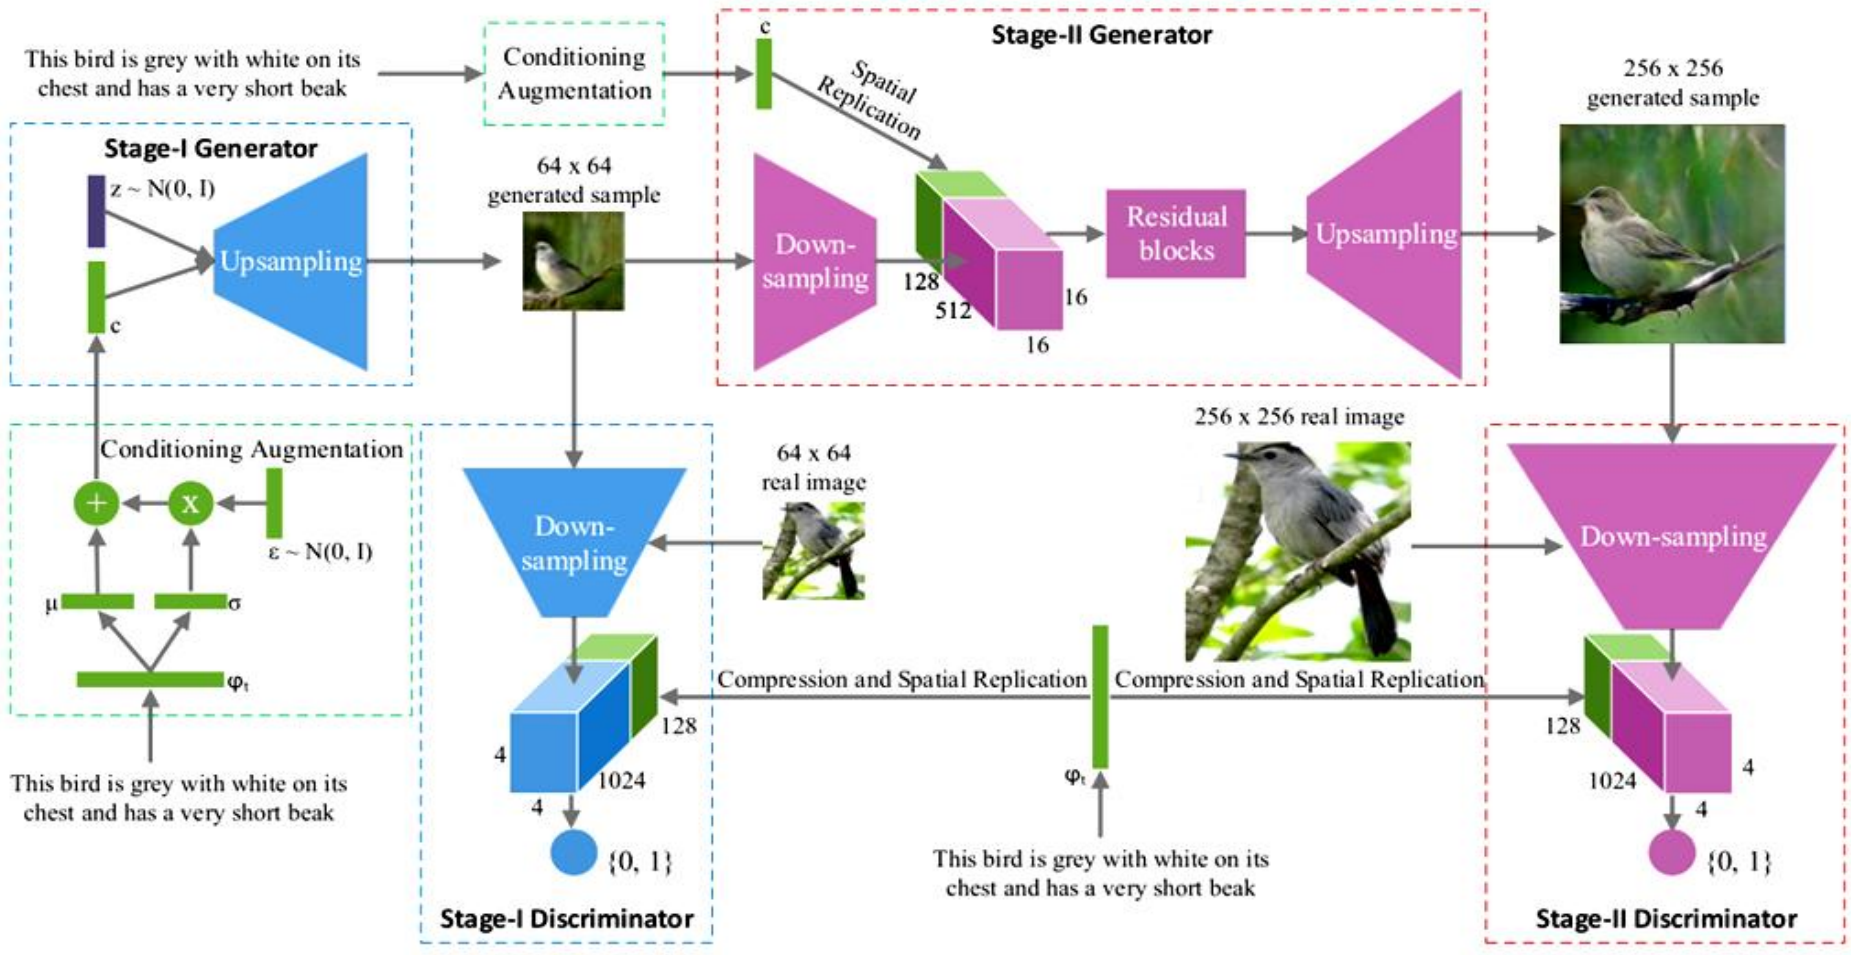 This bird is grey with white on its
chest and has a very short beak
Conditioning
Augmentation
c
Stage-II Generator
Spatial
Replication
256 x 256
generated sample
Stage-I Generator
z ~ N(0, I)
Upsampling
c
64 x 64
generated sample
Down-
sampling
128
512
16
16
Residual
blocks
Upsampling
Conditioning Augmentation
+
x
ε ~ N(0, I)
μ
σ
φt
This bird is grey with white on its
chest and has a very short beak
64 x 64
real image
Down-
sampling
4
4
1024
128
{0, 1}
Stage-I Discriminator
256 x 256 real image
Compression and Spatial Replication
Compression and Spatial Replication
φt
This bird is grey with white on its
chest and has a very short beak
Down-sampling
128
1024
4
4
{0, 1}
Stage-II Discriminator